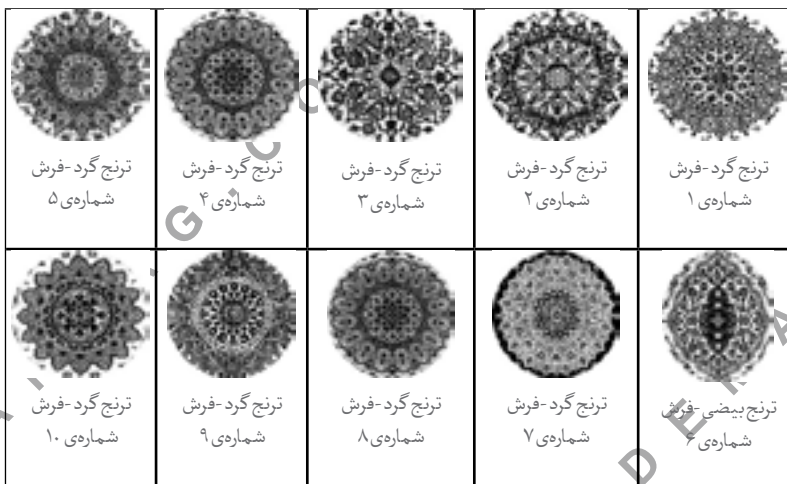 ترنج گرد-فرش
شماره‌ی ۱
ترنج گرد-فرش
شماره‌ی ۲
ترنج گرد-فرش
شماره‌ی ۳
ترنج گرد-فرش
شماره‌ی ۴
ترنج گرد-فرش
شماره‌ی ۵
ترنج بیضی-فرش
شماره‌ی ۶
ترنج گرد-فرش
شماره‌ی ۷
ترنج گرد-فرش
شماره‌ی ۸
ترنج گرد-فرش
شماره‌ی ۹
ترنج گرد-فرش
شماره‌ی ۱۰